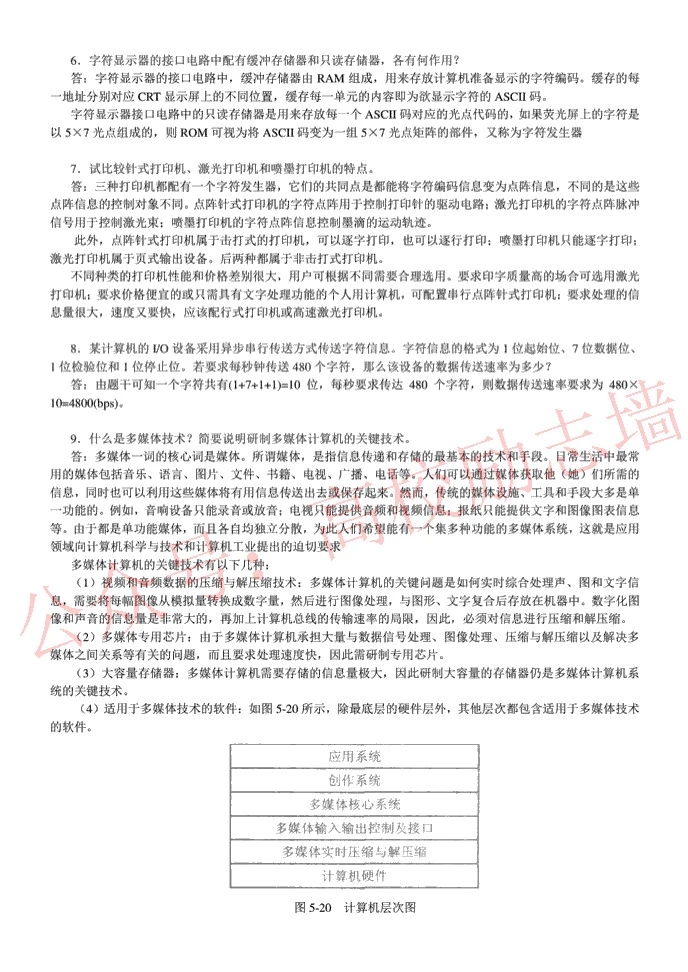 6．字符显示器的接口电路中配有缓冲存储器和只读存储器，各有何作用？
答：字符显示器的接口电路中，缓冲存储器由 RAM 组成，用来存放计算机准备显示的字符编码。缓存的每
一地址分别对应 CRT 显示屏上的不同位置，缓存每一单元的内容即为欲显示字符的 ASCII 码。
字符显示器接口电路中的只读存储器是用来存放每一个 ASCII 码对应的光点代码的，如果荧光屏上的字符是
以 5×7 光点组成的，则 ROM 可视为将 ASCII 码变为一组 5×7 光点矩阵的部件，又称为字符发生器
7．试比较针式打印机、激光打印机和喷墨打印机的特点。
答：三种打印机都配有一个字符发生器，它们的共同点是都能将字符编码信息变为点阵信息，不同的是这些
点阵信息的控制对象不同。点阵针式打印机的字符点阵用于控制打印针的驱动电路；激光打印机的字符点阵脉冲
信号用于控制激光束；喷墨打印机的字符点阵信息控制墨滴的运动轨迹。
此外，点阵针式打印机属于击打式的打印机，可以逐字打印，也可以逐行打印；喷墨打印机只能逐字打印；
激光打印机属于页式输出设备。后两种都属于非击打式打印机。
不同种类的打印机性能和价格差别很大，用户可根据不同需要合理选用。要求印字质量高的场合可选用激光
打印机；要求价格便宜的或只需具有文字处理功能的个人用计算机，可配置串行点阵针式打印机；要求处理的信
息量很大，速度又要快，应该配行式打印机或高速激光打印机。
8．某计算机的 I/O 设备采用异步串行传送方式传送字符信息。字符信息的格式为 1 位起始位、7 位数据位、
1 位检验位和 1 位停止位。若要求每秒钟传送 480 个字符，那么该设备的数据传送速率为多少？
答：由题干可知一个字符共有(1+7+1+1)=10 位，每秒要求传达 480 个字符，则数据传送速率要求为 480×
10=4800(bps)。
9．什么是多媒体技术？简要说明研制多媒体计算机的关键技术。
答：多媒体一词的核心词是媒体。所谓媒体，是指信息传递和存储的最基本的技术和手段。日常生活中最常
用的媒体包括音乐、语言、图片、文件、书籍、电视、广播、电话等。人们可以通过媒体获取他（她）们所需的
信息，同时也可以利用这些媒体将有用信息传送出去或保存起来。然而，传统的媒体设施、工具和手段大多是单
一功能的。例如，音响设备只能录音或放音；电视只能提供音频和视频信息；报纸只能提供文字和图像图表信息
等。由于都是单功能媒体，而且各自均独立分散，为此人们希望能有一个集多种功能的多媒体系统，这就是应用
领域向计算机科学与技术和计算机工业提出的迫切要求
多媒体计算机的关键技术有以下几种：
（1）视频和音频数据的压缩与解压缩技术：多媒体计算机的关键问题是如何实时综合处理声、图和文字信
息，需要将每幅图像从模拟量转换成数字量，然后进行图像处理，与图形、文字复合后存放在机器中。数字化图
像和声音的信息量是非常大的，再加上计算机总线的传输速率的局限，因此，必须对信息进行压缩和解压缩。
（2）多媒体专用芯片：由于多媒体计算机承担大量与数据信号处理、图像处理、压缩与解压缩以及解决多
媒体之间关系等有关的问题，而且要求处理速度快，因此需研制专用芯片。
（3）大容量存储器：多媒体计算机需要存储的信息量极大，因此研制大容量的存储器仍是多媒体计算机系
统的关键技术。
（4）适用于多媒体技术的软件：如图 5-20 所示，除最底层的硬件层外，其他层次都包含适用于多媒体技术
的软件。
应用系统
创作系统
多媒体核心系统
多媒体输入输出控制及接口
多媒体实时压缩与解压缩
计算机硬件
图 5-20 计算机层次图
公众号：高校励志墙